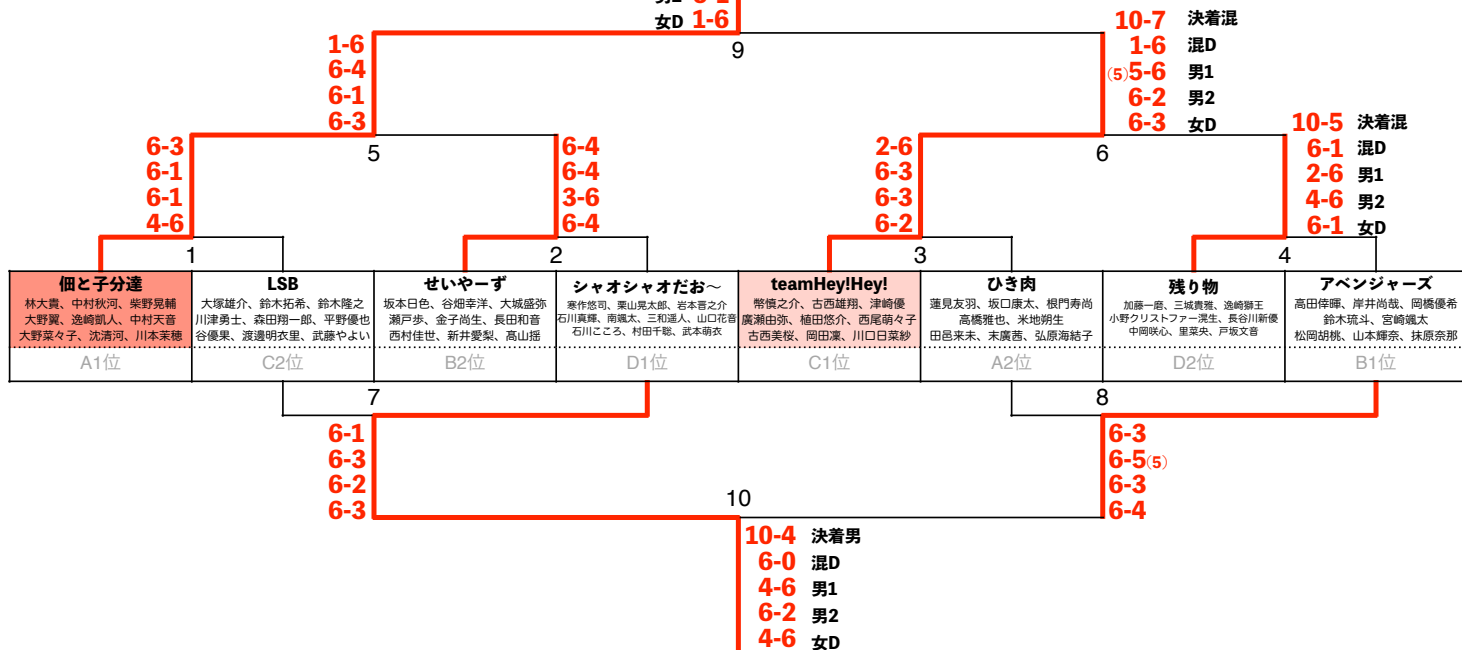 女D 1-6
9
10-7 決着混
1-6 混D
(5)5-6 男1
6-2 男2
6-3 女D
1-6
6-4
6-1
6-3
5
6
6-3
6-1
6-1
4-6
6-4
6-4
3-6
6-4
2-6
6-3
6-3
6-2
10-5 決着混
6-1 混D
2-6 男1
4-6 男2
6-1 女D
1
2
3
4
佃と子分達
林大貴、中村秋河、柴野晃輔
大野翼、逸崎凱人、中村天音
大野菜々子、沈清河、川本茉穂
A1位
LSB
大塚雄介、鈴木拓希、鈴木隆之
川津勇士、森田翔一郎、平野優也
谷優果、渡邊明衣里、武藤やよい
C2位
せいやーず
坂本日色、谷畑幸洋、大城盛弥
瀬戸歩、金子尚生、長田和音
西村佳世、新井愛梨、髙山揺
B2位
シャオシャオだお〜
寒作悠司、栗山晃太郎、岩本晋之介
石川真輝、南颯太、三和遥人、山口花音
石川こころ、村田千聡、武本萌衣
D1位
teamHey!Hey!
幣慎之介、古西雄翔、津崎優
廣瀬由弥、植田悠介、西尾萌々子
古西美桜、岡田凜、川口日菜紗
C1位
ひき肉
蓮見友羽、坂口康太、根門寿尚
高橋雅也、米地朔生
田邑来未、末廣茜、弘原海結子
A2位
残り物
加藤一磨、三城貴雅、逸崎獅王
小野クリストファー滉生、長谷川新優
中岡咲心、里菜央、戸坂文音
D2位
アベンジャーズ
高田倖暉、岸井尚哉、岡橋優希
鈴木琉斗、宮崎颯太
松岡胡桃、山本輝奈、抹原奈那
B1位
7
8
6-1
6-3
6-2
6-3
6-3
6-5(5)
6-3
6-4
10
10-4 決着男
6-0 混D
4-6 男1
6-2 男2
4-6 女D